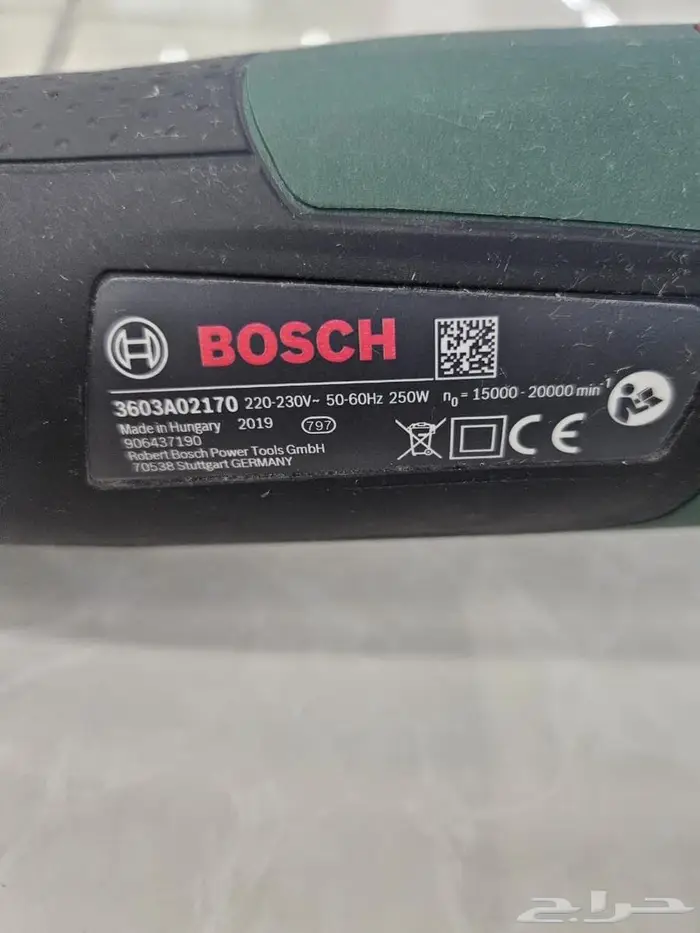 BOSCH
3603A02170 220-230V~ 50-60Hz 250W n₀ = 15000 - 20000 min⁻¹
Made in Hungary 2019 797
906437190
Robert Bosch Power Tools GmbH
70538 Stuttgart GERMANY
CE
حراج